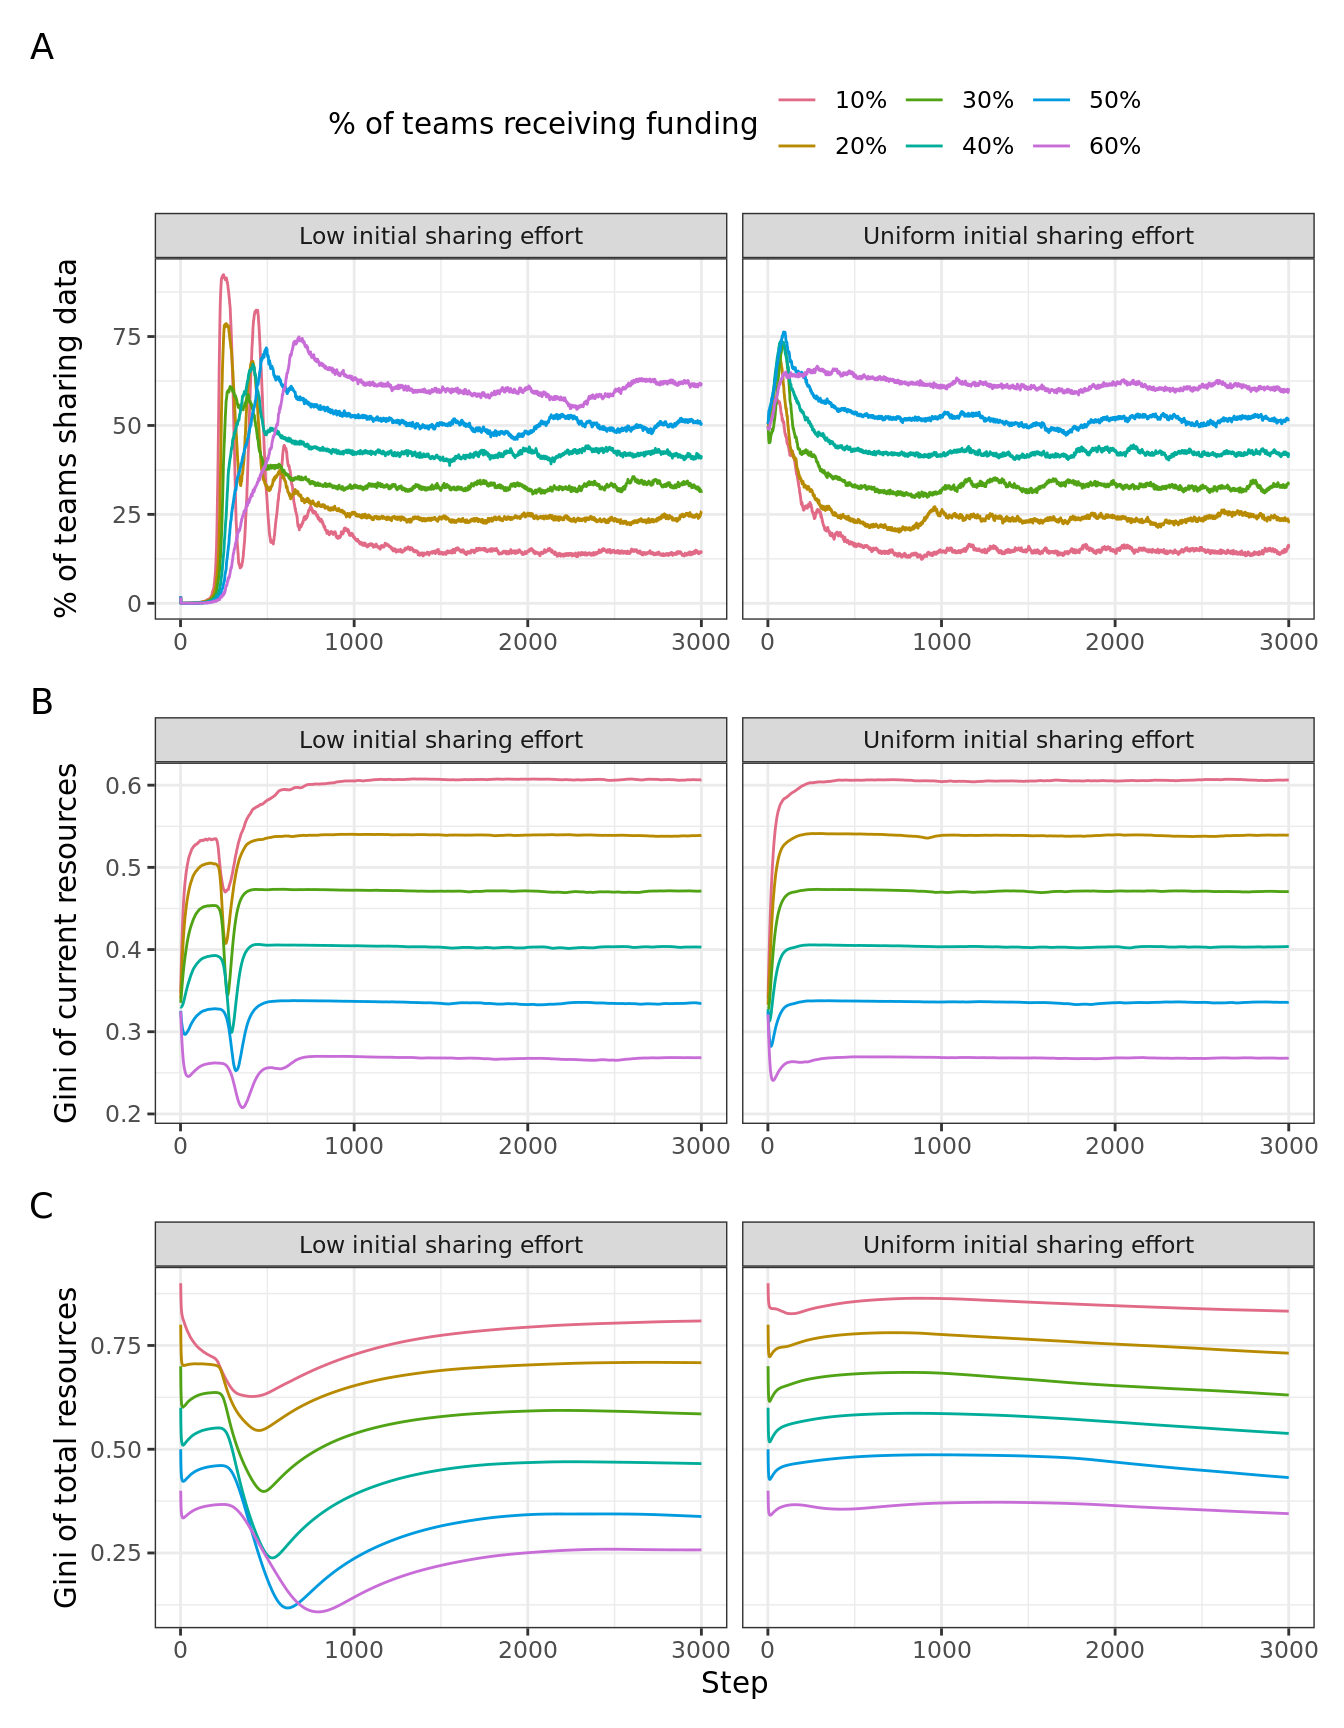 A
% of teams receiving funding
10% 30% 50%
20% 40% 60%
Low initial sharing effort Uniform initial sharing effort
% of teams sharing data
75
50
25
0
0 1000 2000 3000 0 1000 2000 3000
B
Low initial sharing effort Uniform initial sharing effort
Gini of current resources
0.6
0.5
0.4
0.3
0.2
0 1000 2000 3000 0 1000 2000 3000
C
Low initial sharing effort Uniform initial sharing effort
Gini of total resources
0.75
0.50
0.25
0 1000 2000 3000 0 1000 2000 3000
Step